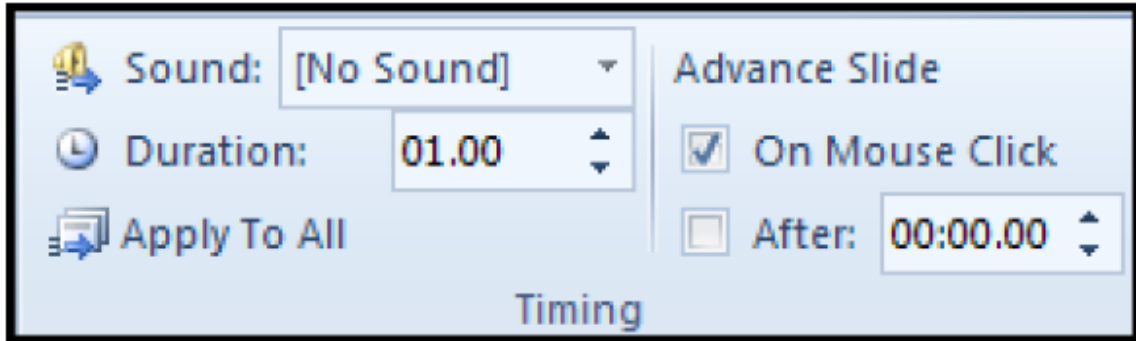 Sound: [No Sound]
Duration: 01.00
Apply To All
Advance Slide
On Mouse Click
After: 00:00.00
Timing